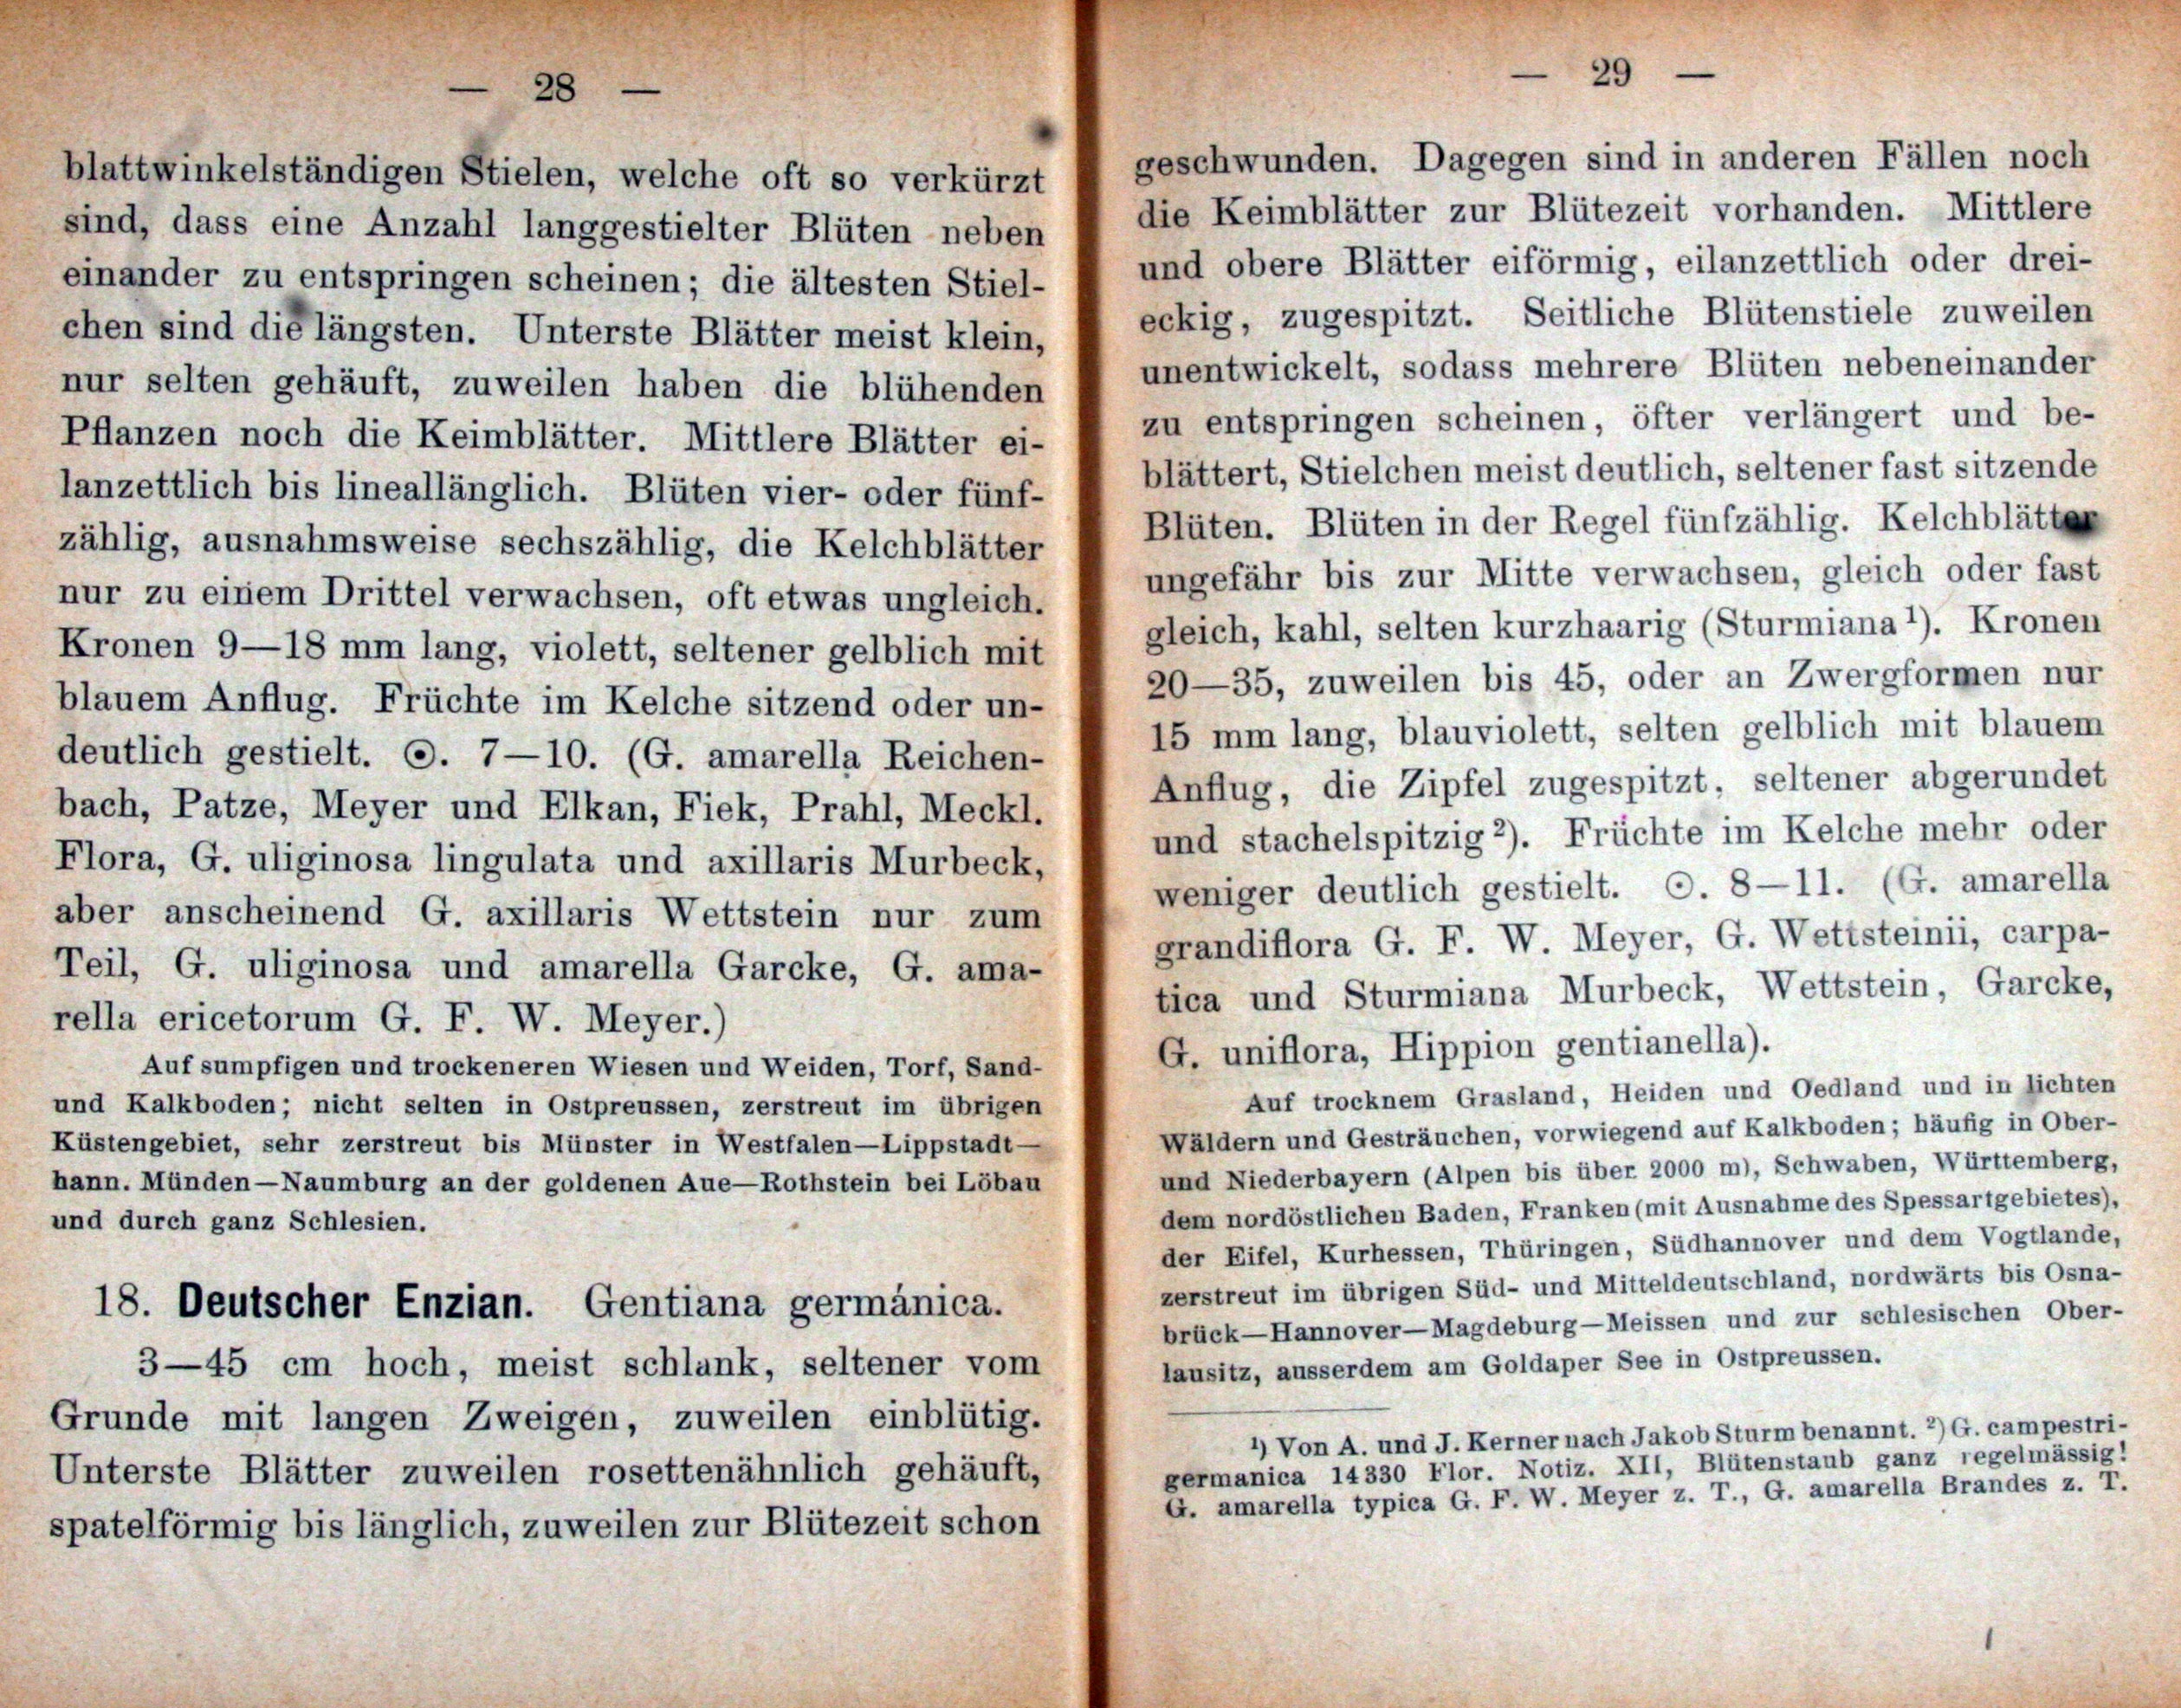 — 28 —
blattwinkelständigen Stielen, welche oft so verkürzt
sind, dass eine Anzahl langgestielter Blüten neben
einander zu entspringen scheinen; die ältesten Stiel-
chen sind die längsten. Unterste Blätter meist klein,
nur selten gehäuft, zuweilen haben die blühenden
Pflanzen noch die Keimblätter. Mittlere Blätter ei-
lanzettlich bis lineallänglich. Blüten vier- oder fünf-
zählig, ausnahmsweise sechszählig, die Kelchblätter
nur zu einem Drittel verwachsen, oft etwas ungleich.
Kronen 9—18 mm lang, violett, seltener gelblich mit
blauem Anflug. Früchte im Kelche sitzend oder un-
deutlich gestielt. ⊙. 7—10. (G. amarella Reichen-
bach, Patze, Meyer und Elkan, Fiek, Prahl, Meckl.
Flora, G. uliginosa lingulata und axillaris Murbeck,
aber anscheinend G. axillaris Wettstein nur zum
Teil, G. uliginosa und amarella Garcke, G. ama-
rella ericetorum G. F. W. Meyer.)
Auf sumpfigen und trockeneren Wiesen und Weiden, Torf, Sand-
und Kalkboden; nicht selten in Ostpreussen, zerstreut im übrigen
Küstengebiet, sehr zerstreut bis Münster in Westfalen—Lippstadt—
hann. Münden—Naumburg an der goldenen Aue—Rothstein bei Löbau
und durch ganz Schlesien.
18. Deutscher Enzian. Gentiana germánica.
3—45 cm hoch, meist schlank, seltener vom
Grunde mit langen Zweigen, zuweilen einblütig.
Unterste Blätter zuweilen rosettenähnlich gehäuft,
spatelförmig bis länglich, zuweilen zur Blütezeit schon
— 29 —
geschwunden. Dagegen sind in anderen Fällen noch
die Keimblätter zur Blütezeit vorhanden. Mittlere
und obere Blätter eiförmig, eilanzettlich oder drei-
eckig, zugespitzt. Seitliche Blütenstiele zuweilen
unentwickelt, sodass mehrere Blüten nebeneinander
zu entspringen scheinen, öfter verlängert und be-
blättert, Stielchen meist deutlich, seltener fast sitzende
Blüten. Blüten in der Regel fünfzählig. Kelchblätter
ungefähr bis zur Mitte verwachsen, gleich oder fast
gleich, kahl, selten kurzhaarig (Sturmiana ¹). Kronen
20—35, zuweilen bis 45, oder an Zwergformen nur
15 mm lang, blauviolett, selten gelblich mit blauem
Anflug, die Zipfel zugespitzt, seltener abgerundet
und stachelspitzig ²). Früchte im Kelche mehr oder
weniger deutlich gestielt. ⊙. 8—11. (G. amarella
grandiflora G. F. W. Meyer, G. Wettsteinii, carpa-
tica und Sturmiana Murbeck, Wettstein, Garcke,
G. uniflora, Hippion gentianella).
Auf trocknem Grasland, Heiden und Oedland und in lichten
Wäldern und Gesträuchen, vorwiegend auf Kalkboden; häufig in Ober-
und Niederbayern (Alpen bis über 2000 m), Schwaben, Württemberg,
dem nordöstlichen Baden, Franken (mit Ausnahme des Spessartgebietes),
der Eifel, Kurhessen, Thüringen, Südhannover und dem Vogtlande,
zerstreut im übrigen Süd- und Mitteldeutschland, nordwärts bis Osna-
brück—Hannover—Magdeburg—Meissen und zur schlesischen Ober-
lausitz, ausserdem am Goldaper See in Ostpreussen.
¹) Von A. und J. Kerner nach Jakob Sturm benannt. ²) G. campestri-
germanica 14330 Flor. Notiz. XII, Blütenstaub ganz regelmässig!
G. amarella typica G. F. W. Meyer z. T., G. amarella Brandes z. T.